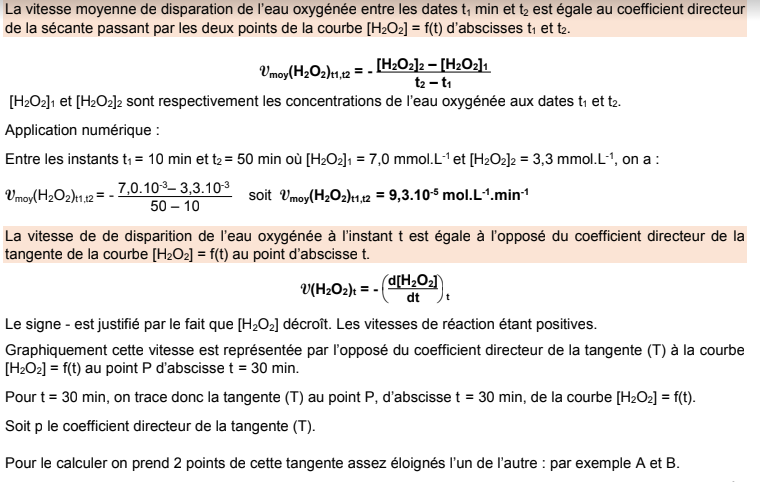 La vitesse moyenne de disparation de l'eau oxygénée entre les dates t₁ min et t₂ est égale au coefficient directeur
de la sécante passant par les deux points de la courbe [H₂O₂] = f(t) d'abscisses t₁ et t₂.
𝒱moy(H₂O₂)t1,t2 = - [H₂O₂]₂ – [H₂O₂]₁ / t₂ – t₁
[H₂O₂]₁ et [H₂O₂]₂ sont respectivement les concentrations de l'eau oxygénée aux dates t₁ et t₂.
Application numérique :
Entre les instants t₁ = 10 min et t₂ = 50 min où [H₂O₂]₁ = 7,0 mmol.L⁻¹ et [H₂O₂]₂ = 3,3 mmol.L⁻¹, on a :
𝒱moy(H₂O₂)t1,t2 = - 7,0.10⁻³– 3,3.10⁻³ / 50 – 10 soit 𝒱moy(H₂O₂)t1,t2 = 9,3.10⁻⁵ mol.L⁻¹.min⁻¹
La vitesse de de disparition de l'eau oxygénée à l'instant t est égale à l'opposé du coefficient directeur de la
tangente de la courbe [H₂O₂] = f(t) au point d'abscisse t.
𝒱(H₂O₂)t = - (d[H₂O₂] / dt)t
Le signe - est justifié par le fait que [H₂O₂] décroît. Les vitesses de réaction étant positives.
Graphiquement cette vitesse est représentée par l'opposé du coefficient directeur de la tangente (T) à la courbe
[H₂O₂] = f(t) au point P d'abscisse t = 30 min.
Pour t = 30 min, on trace donc la tangente (T) au point P, d'abscisse t = 30 min, de la courbe [H₂O₂] = f(t).
Soit p le coefficient directeur de la tangente (T).
Pour le calculer on prend 2 points de cette tangente assez éloignés l'un de l'autre : par exemple A et B.